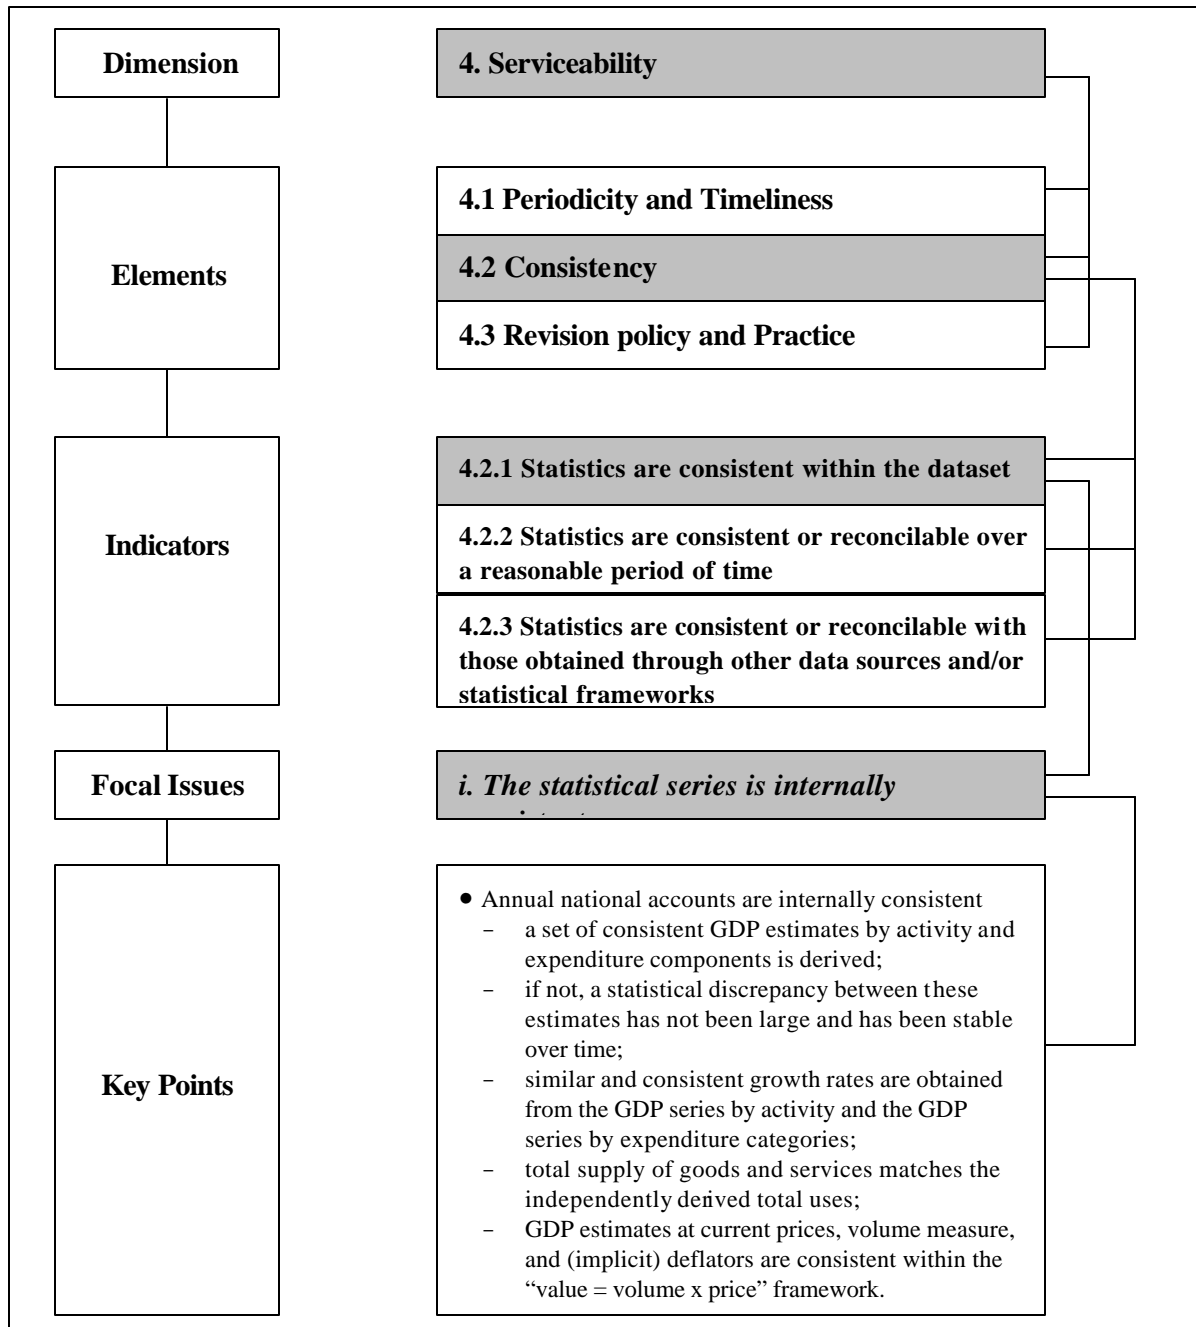 Dimension
4. Serviceability
Elements
4.1 Periodicity and Timeliness
4.2 Consistency
4.3 Revision policy and Practice
Indicators
4.2.1 Statistics are consistent within the dataset
4.2.2 Statistics are consistent or reconcilable over
a reasonable period of time
4.2.3 Statistics are consistent or reconcilable with
those obtained through other data sources and/or
statistical frameworks
Focal Issues
i. The statistical series is internally
Key Points
• Annual national accounts are internally consistent
– a set of consistent GDP estimates by activity and
expenditure components is derived;
– if not, a statistical discrepancy between these
estimates has not been large and has been stable
over time;
– similar and consistent growth rates are obtained
from the GDP series by activity and the GDP
series by expenditure categories;
– total supply of goods and services matches the
independently derived total uses;
– GDP estimates at current prices, volume measure,
and (implicit) deflators are consistent within the
“value = volume x price” framework.